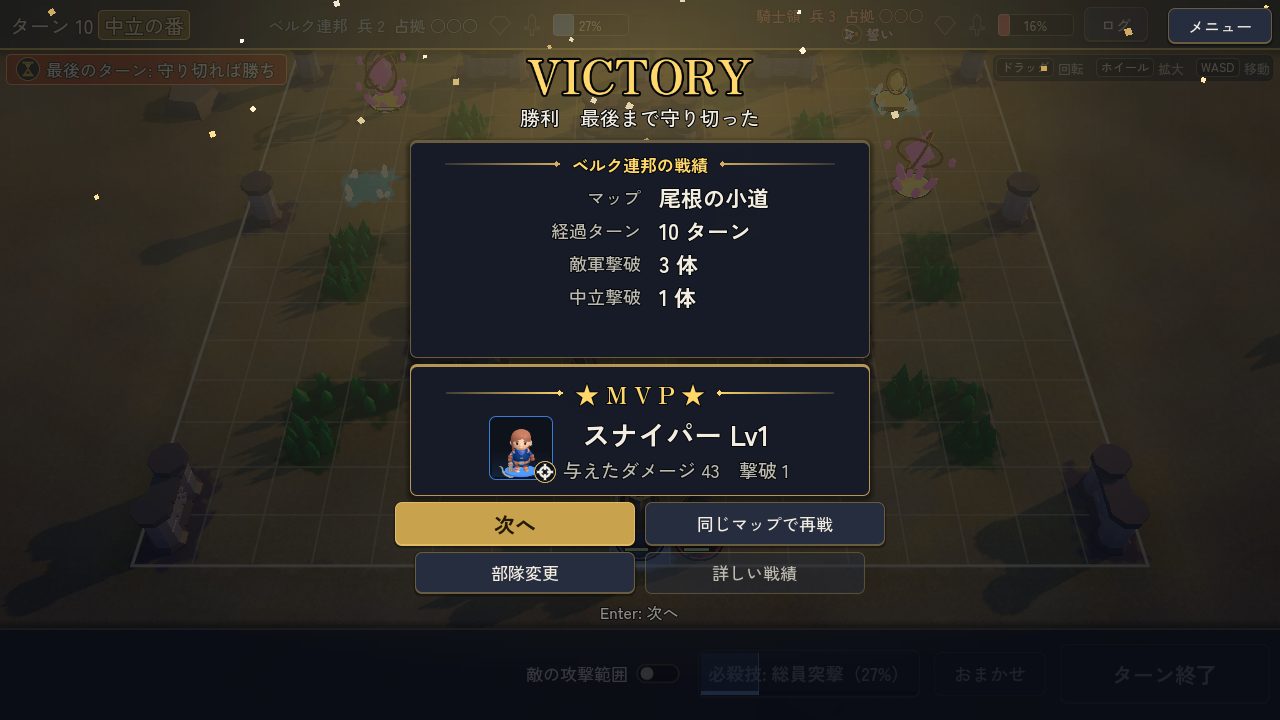 ターン 10 中立の番 ベルク連邦 兵 2 占拠 〇〇〇 27% 騎士領 兵 3 占拠 〇〇〇 誓い 16% ログ メニュー
最後のターン: 守り切れば勝ち
ドラッグ 回転 ホイール 拡大 WASD 移動
VICTORY
勝利 最後まで守り切った
ベルク連邦の戦績
マップ 尾根の小道
経過ターン 10 ターン
敵軍撃破 3 体
中立撃破 1 体
★ MVP ★
スナイパー Lv1
与えたダメージ 43 撃破 1
次へ 同じマップで再戦
部隊変更 詳しい戦績
Enter: 次へ
敵の攻撃範囲 必殺技: 総員突撃（27%） おまかせ ターン終了